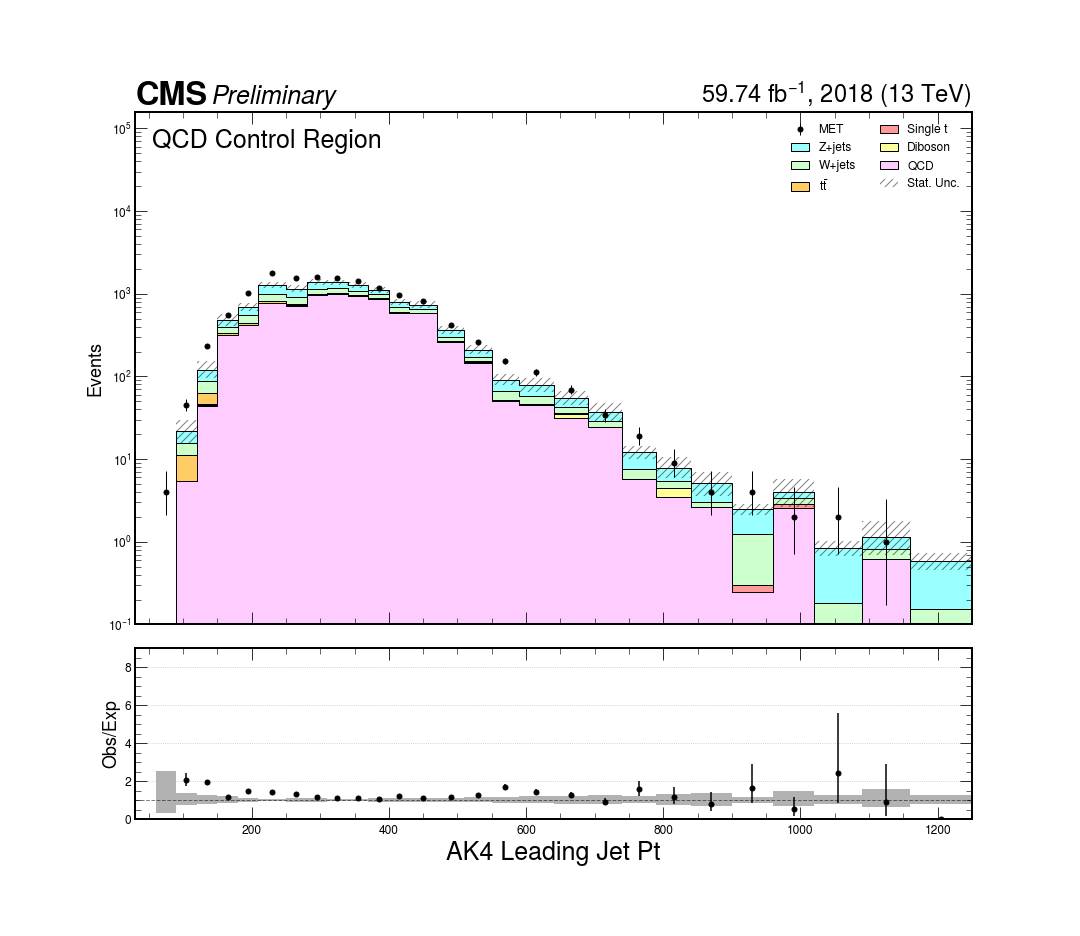 CMS Preliminary
59.74 fb⁻¹, 2018 (13 TeV)
QCD Control Region
MET
Z+jets
W+jets
tt̄
Single t
Diboson
QCD
Stat. Unc.
Events
10⁵
10⁴
10³
10²
10¹
10⁰
10⁻¹
Obs/Exp
8
6
4
2
0
200 400 600 800 1000 1200
AK4 Leading Jet Pt